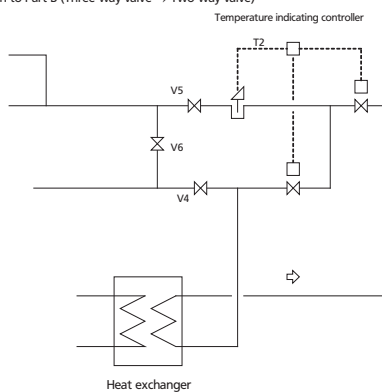 n to Part B (Three-way valve → Two-way valve)
Temperature indicating controller
T2
V5
V6
V4
Heat exchanger